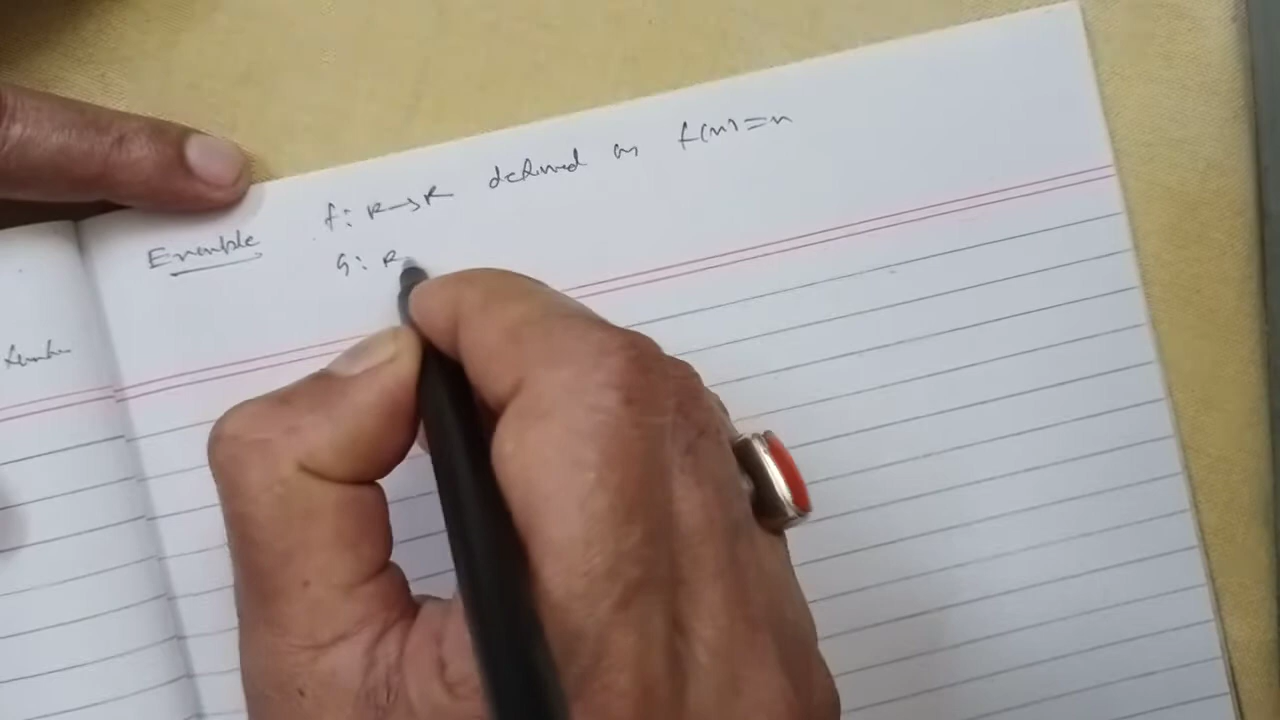 Example f: R→R defined as f(x)=x
g: R